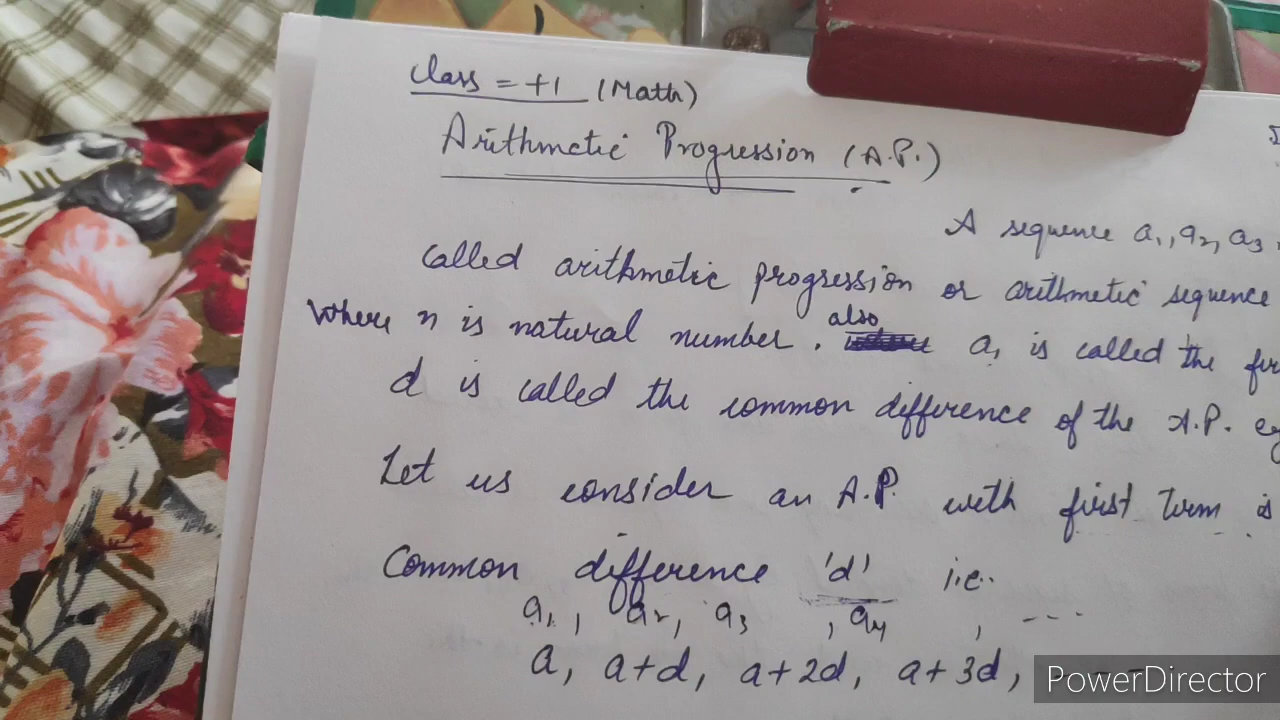 Class = +1 (Math)
Arithmetic Progression (A.P.)
A sequence a1, a2, a3
called arithmetic progression or arithmetic sequence
where n is natural number. also a1 is called the
d is called the common difference of the A.P.
Let us consider an A.P. with first term is
Common difference 'd' i.e.
a1, a2, a3, a4, ----
a, a+d, a+2d, a+3d,
PowerDirector